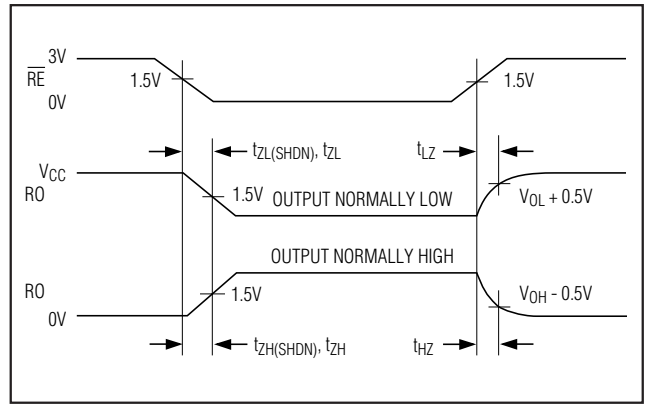 3V
RE
1.5V
1.5V
0V
tZL(SHDN), tZL
tLZ
VCC
RO
1.5V
OUTPUT NORMALLY LOW
VOL + 0.5V
OUTPUT NORMALLY HIGH
RO
1.5V
VOH - 0.5V
0V
tZH(SHDN), tZH
tHZ